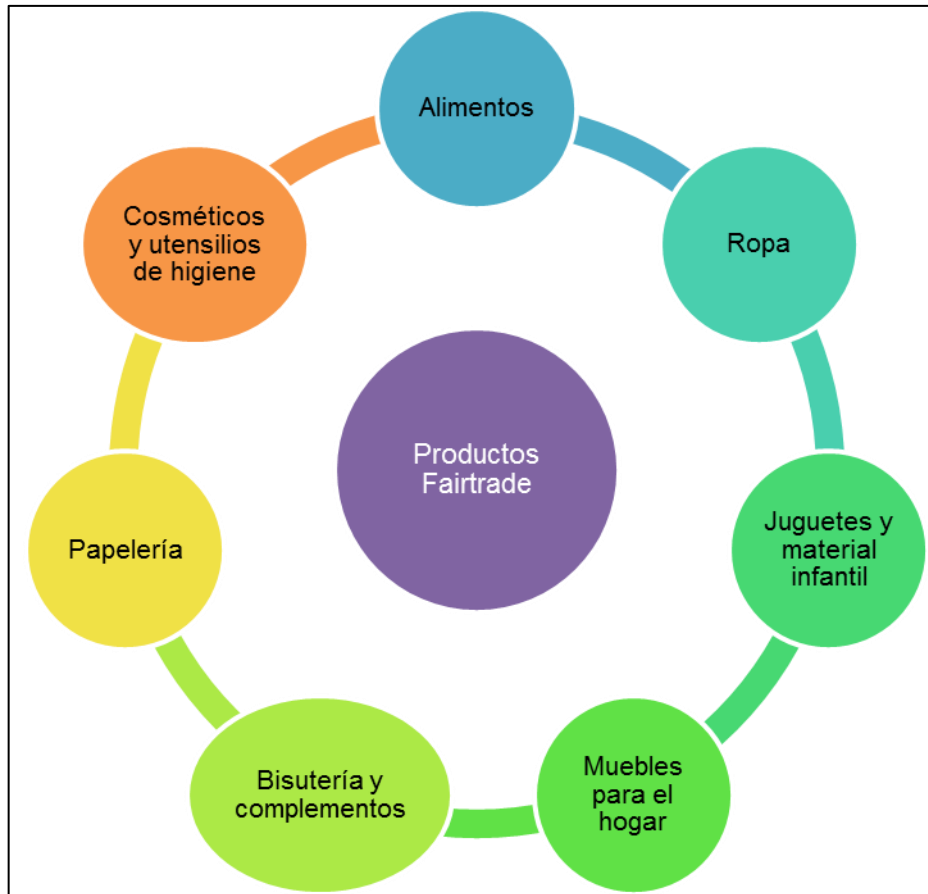 Alimentos
Ropa
Juguetes y
material
infantil
Muebles
para el
hogar
Bisutería y
complementos
Papelería
Cosméticos
y utensilios
de higiene
Productos
Fairtrade